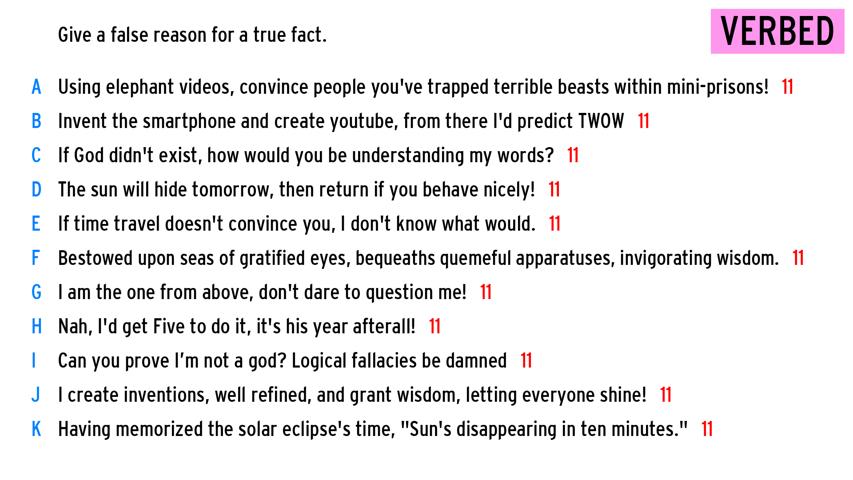 Give a false reason for a true fact.
VERBED
A Using elephant videos, convince people you've trapped terrible beasts within mini-prisons! 11
B Invent the smartphone and create youtube, from there I'd predict TWOW 11
C If God didn't exist, how would you be understanding my words? 11
D The sun will hide tomorrow, then return if you behave nicely! 11
E If time travel doesn't convince you, I don't know what would. 11
F Bestowed upon seas of gratified eyes, bequeaths quemeful apparatuses, invigorating wisdom. 11
G I am the one from above, don't dare to question me! 11
H Nah, I'd get Five to do it, it's his year afterall! 11
I Can you prove I’m not a god? Logical fallacies be damned 11
J I create inventions, well refined, and grant wisdom, letting everyone shine! 11
K Having memorized the solar eclipse's time, "Sun's disappearing in ten minutes." 11